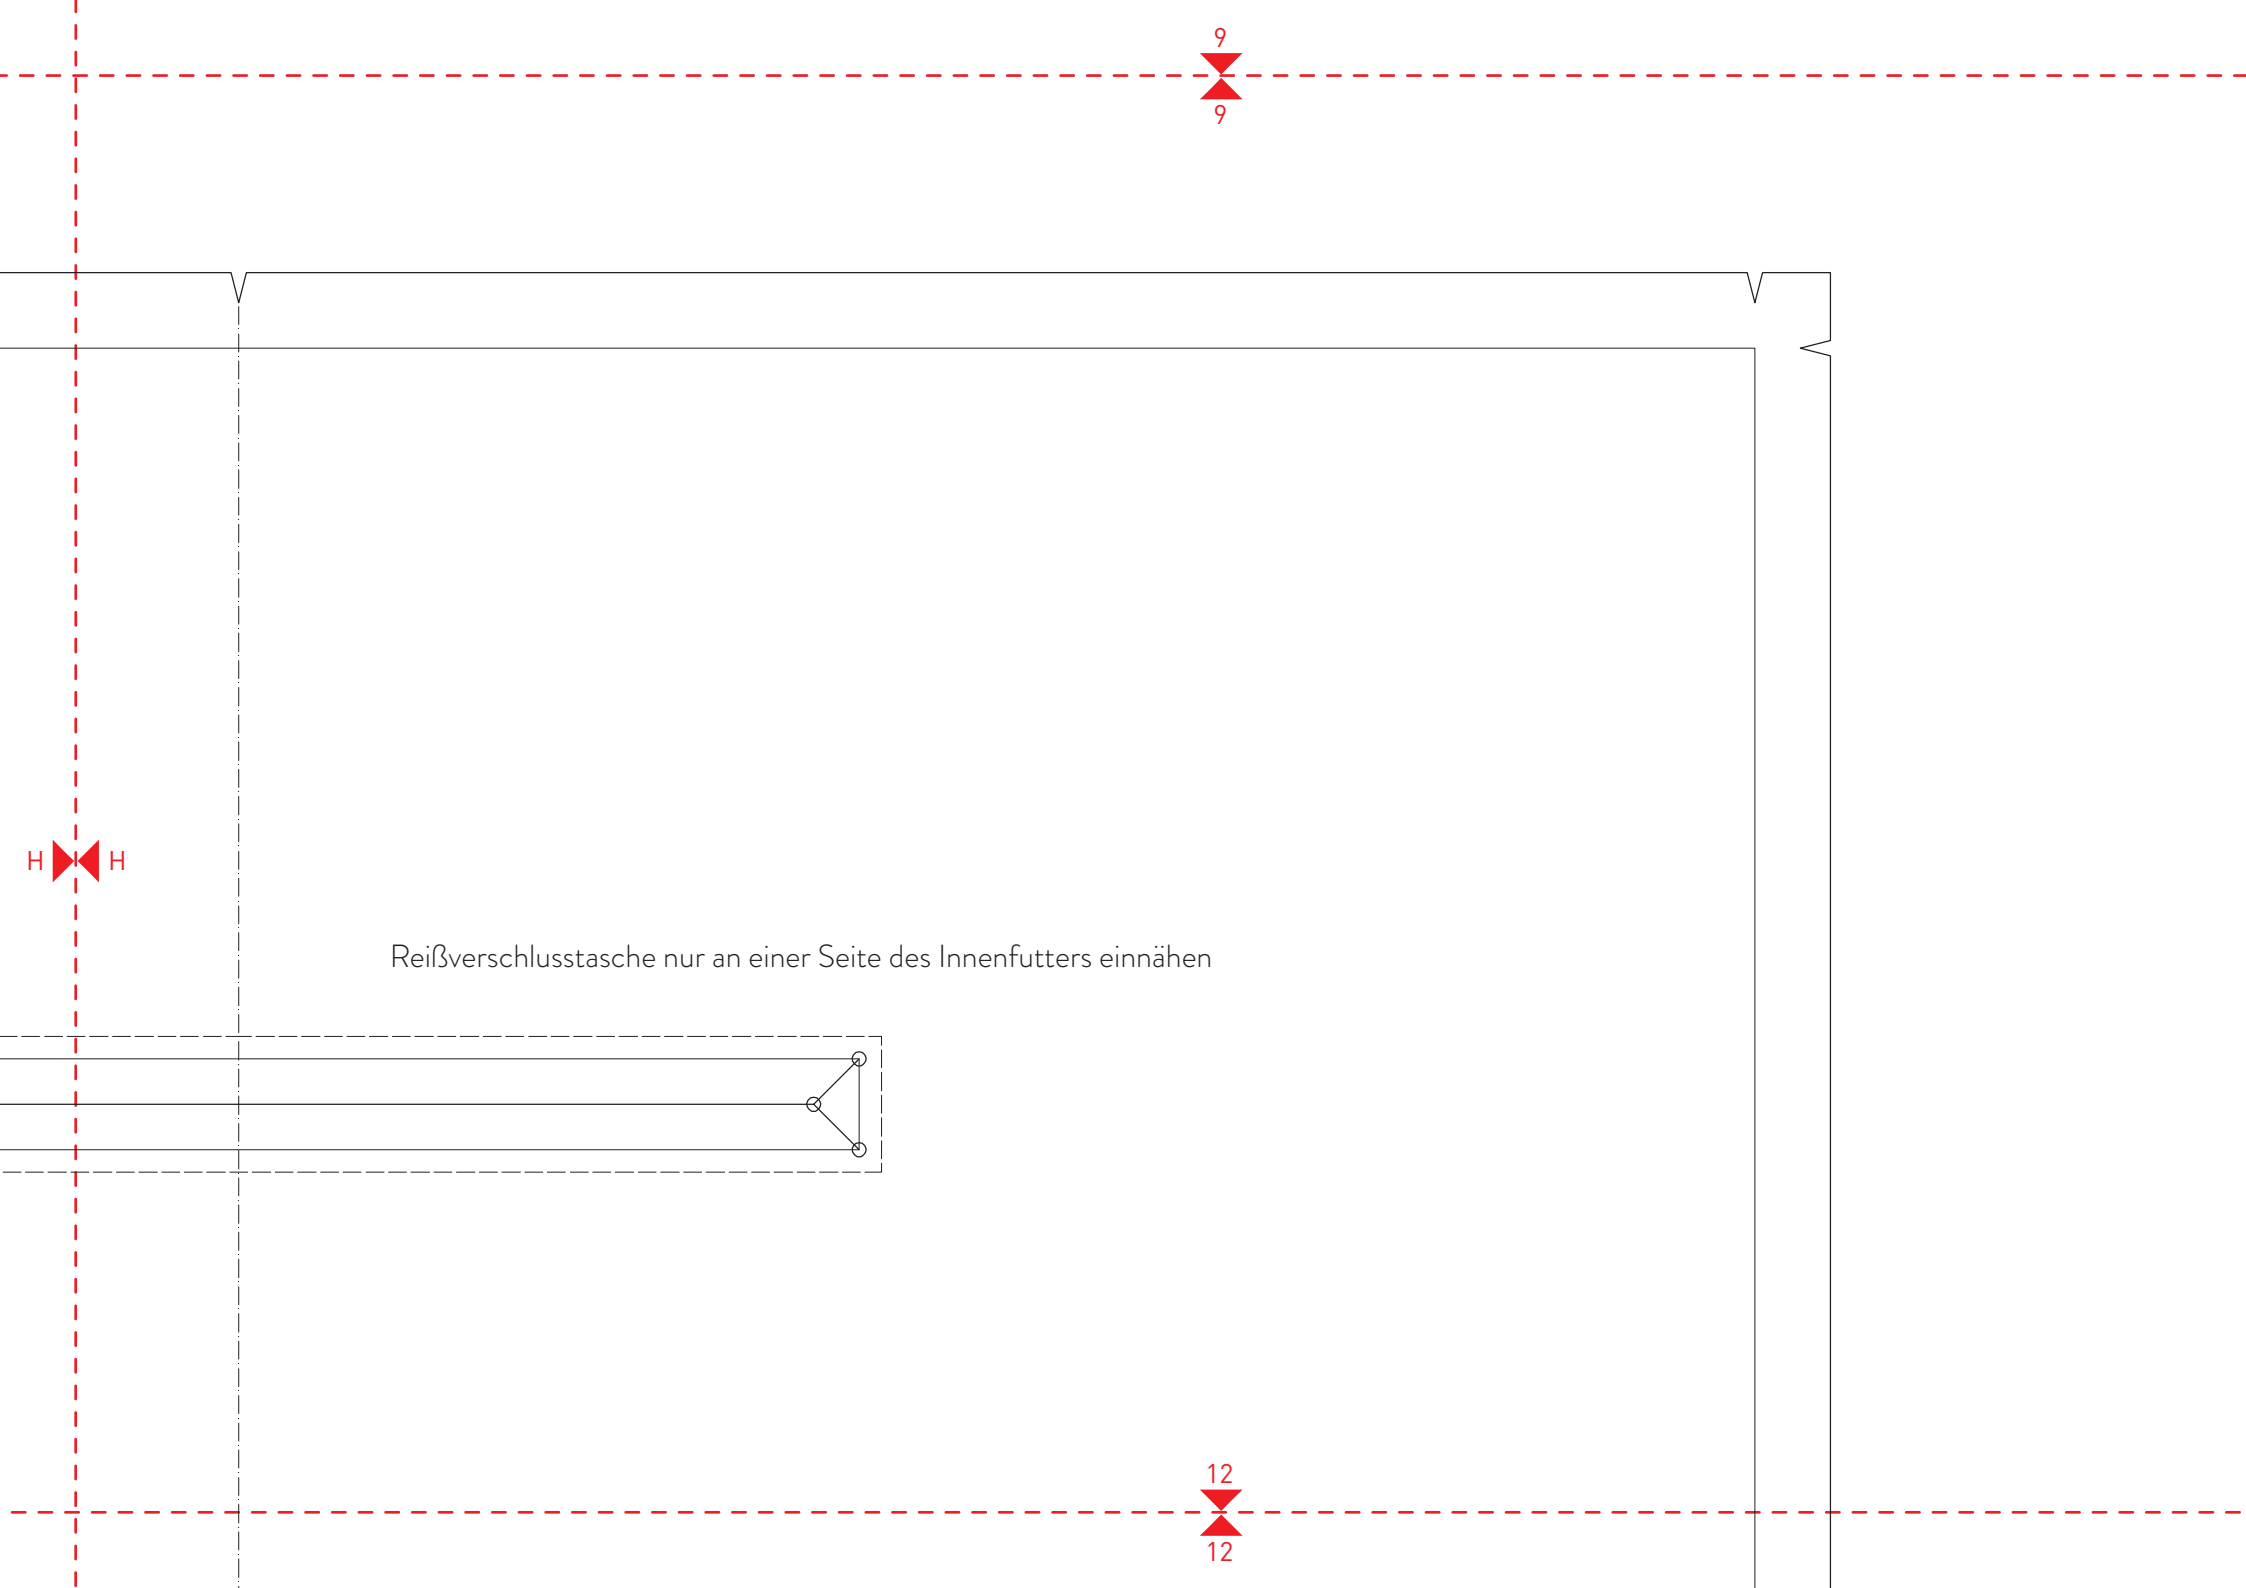 9
9
H H
Reißverschlusstasche nur an einer Seite des Innenfutters einnähen
12
12